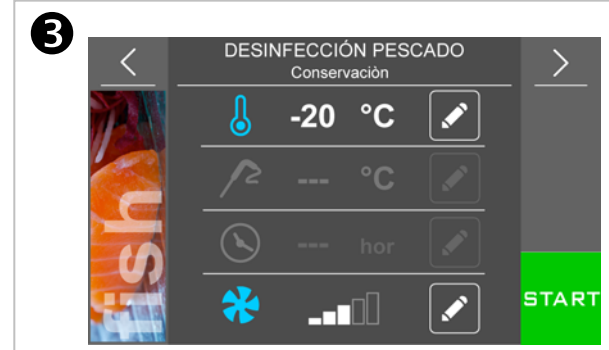 3
DESINFECCIÓN PESCADO
Conservaciòn
-20 °C
--- °C
--- hor
fish
START